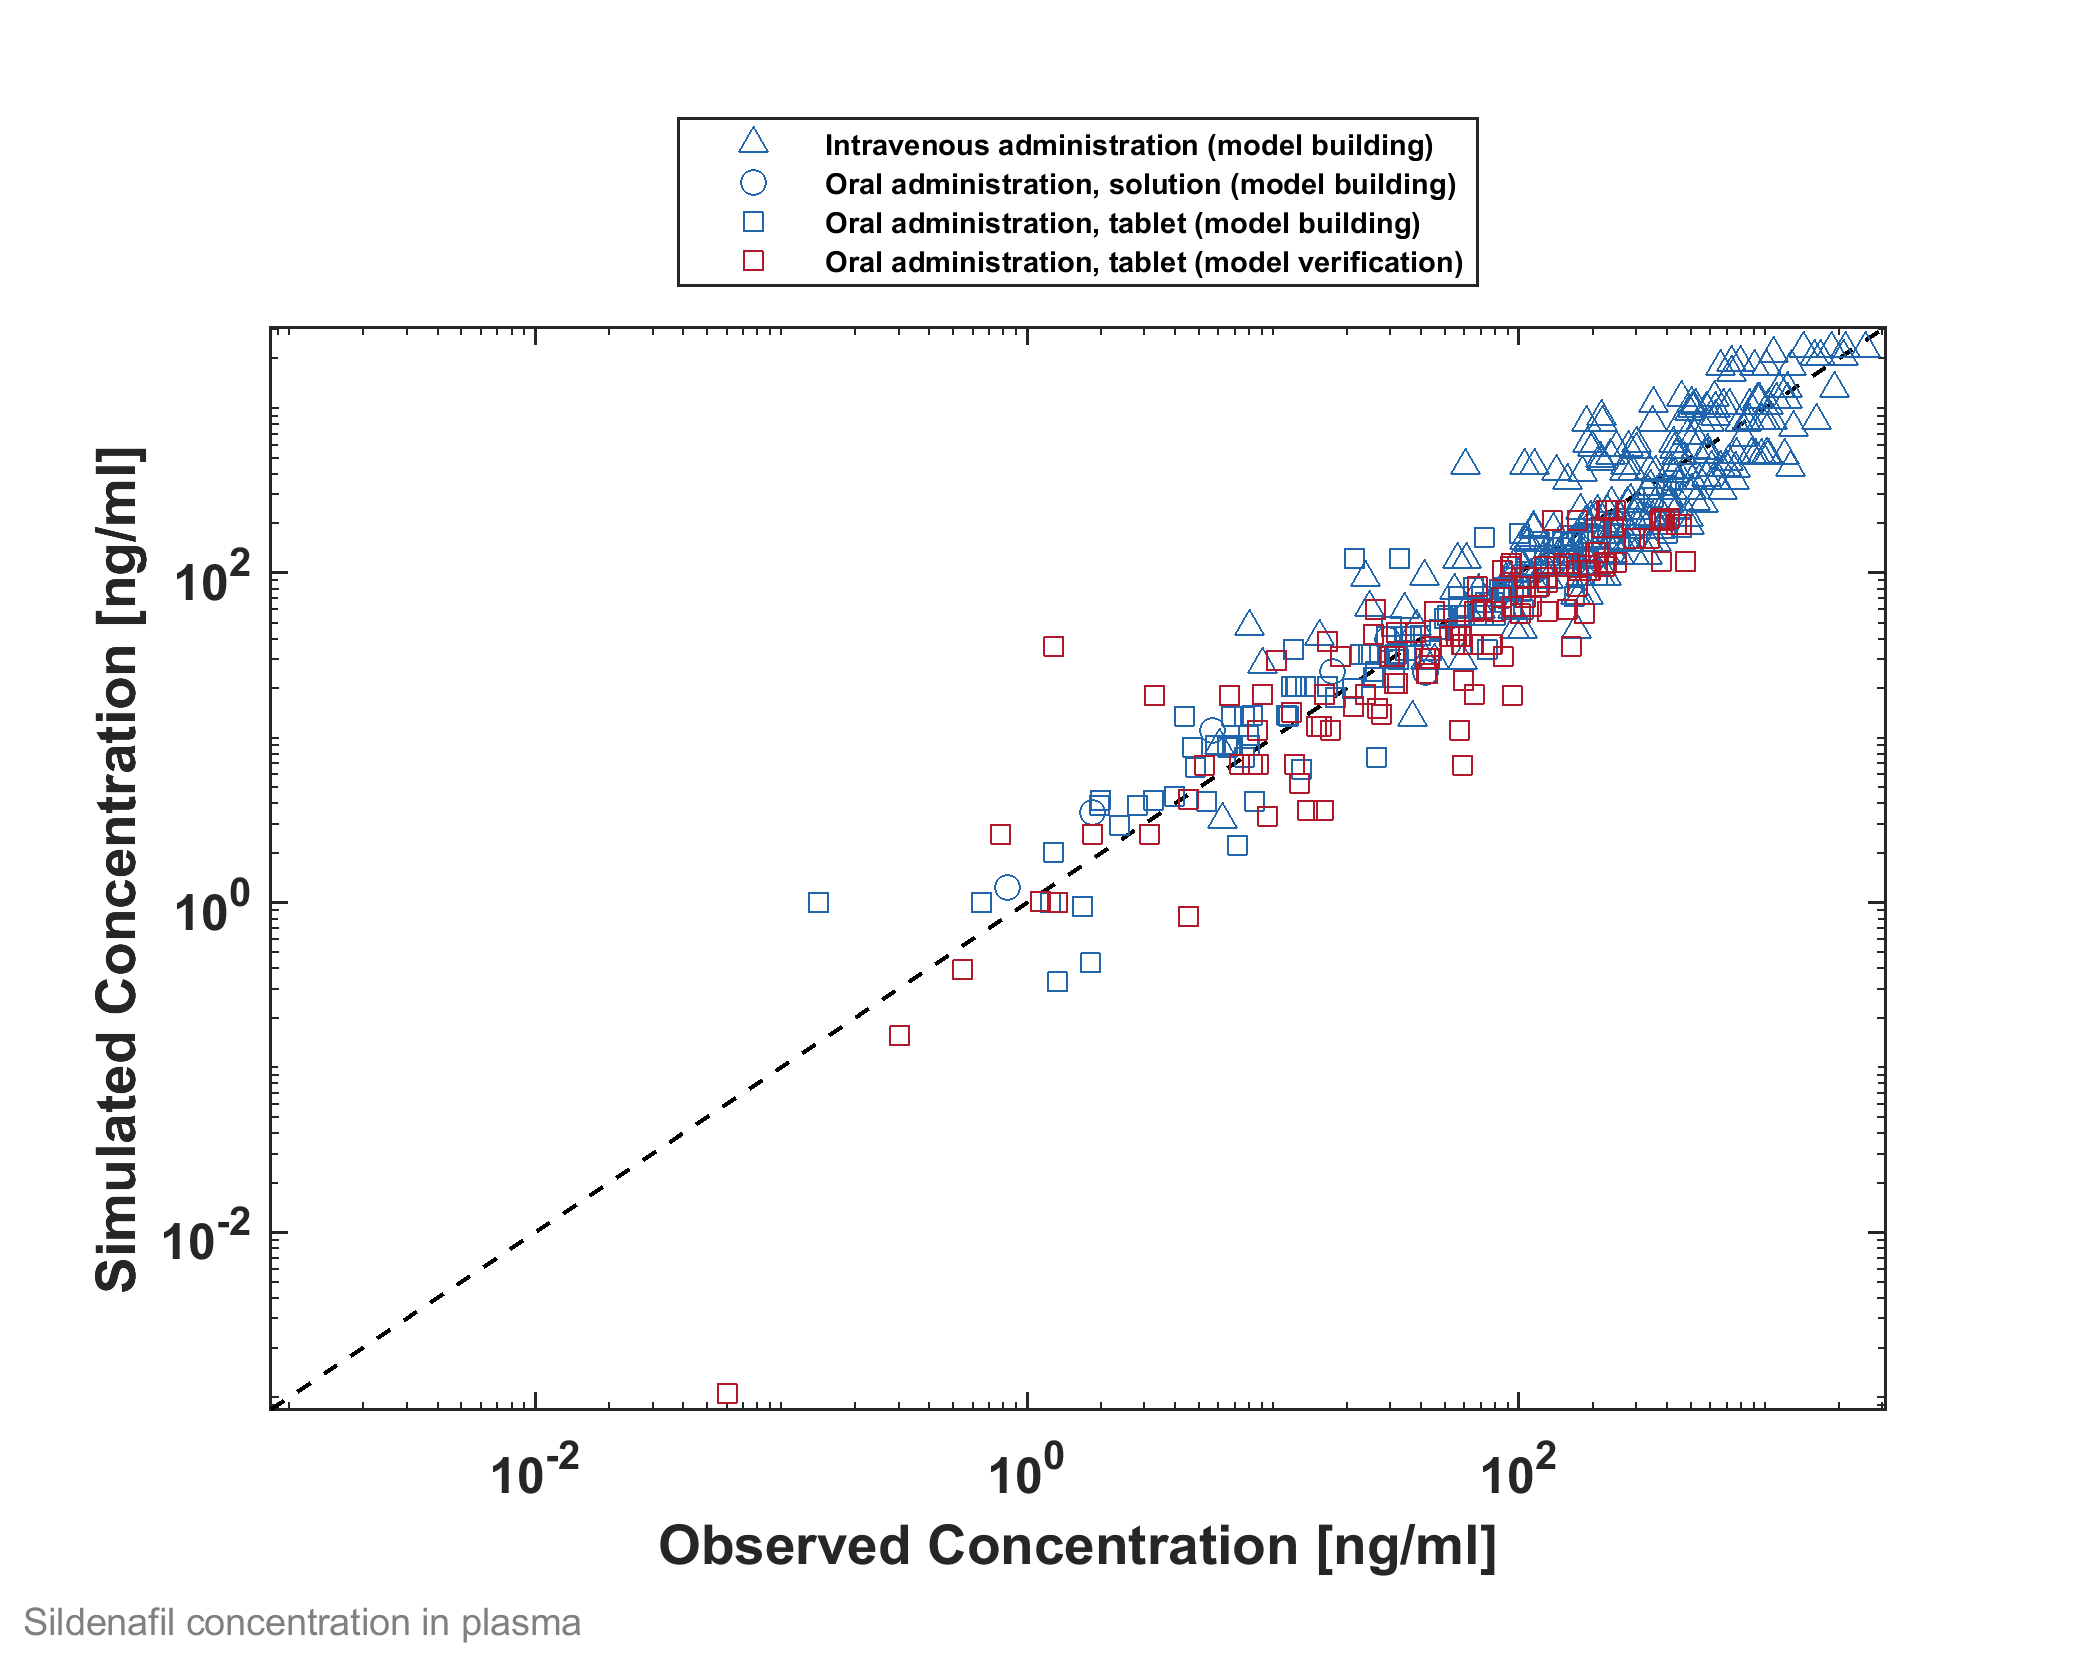 Intravenous administration (model building)
Oral administration, solution (model building)
Oral administration, tablet (model building)
Oral administration, tablet (model verification)
Simulated Concentration [ng/ml]
10^2
10^0
10^-2
10^-2 10^0 10^2
Observed Concentration [ng/ml]
Sildenafil concentration in plasma